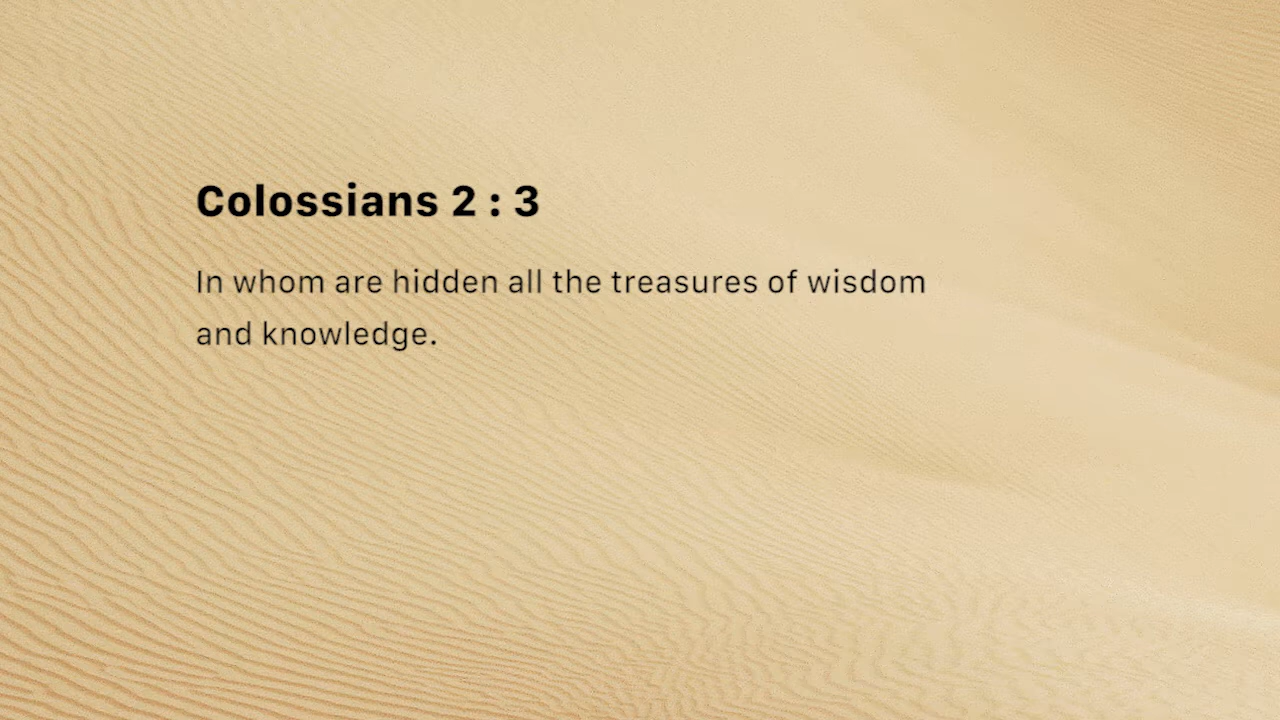 Colossians 2 : 3
In whom are hidden all the treasures of wisdom
and knowledge.